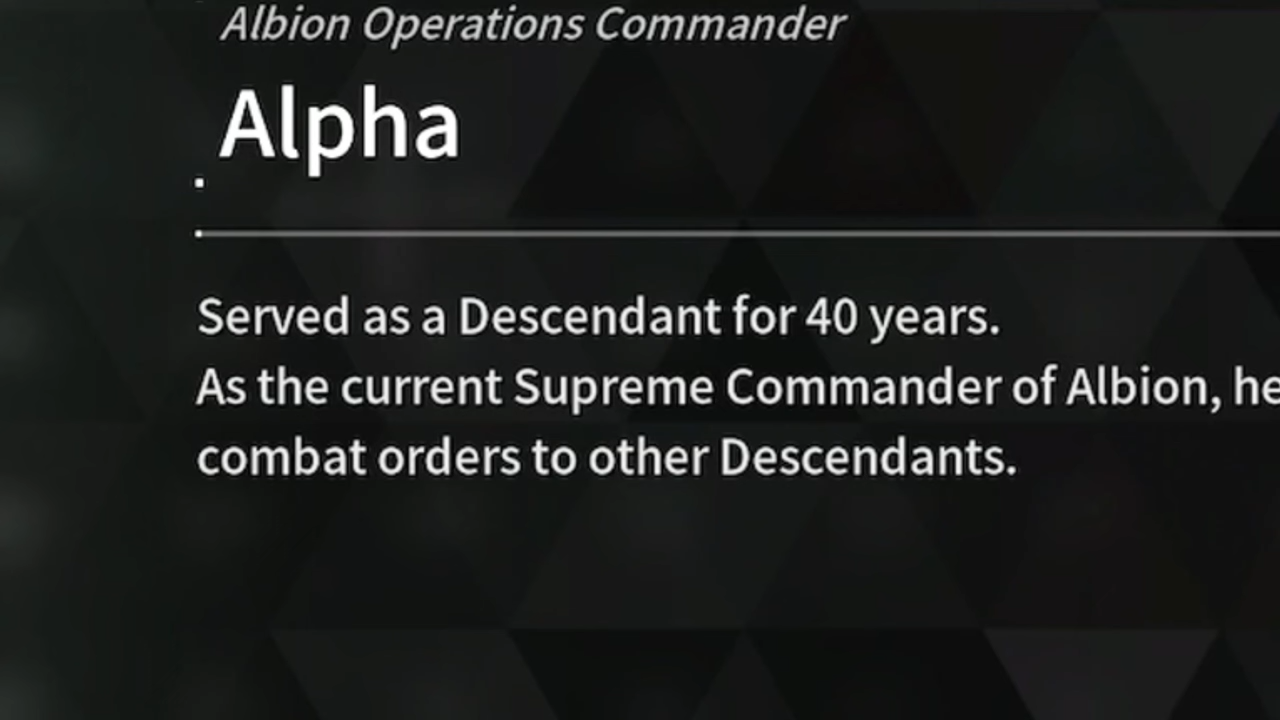 Albion Operations Commander
Alpha
Served as a Descendant for 40 years.
As the current Supreme Commander of Albion, he
combat orders to other Descendants.